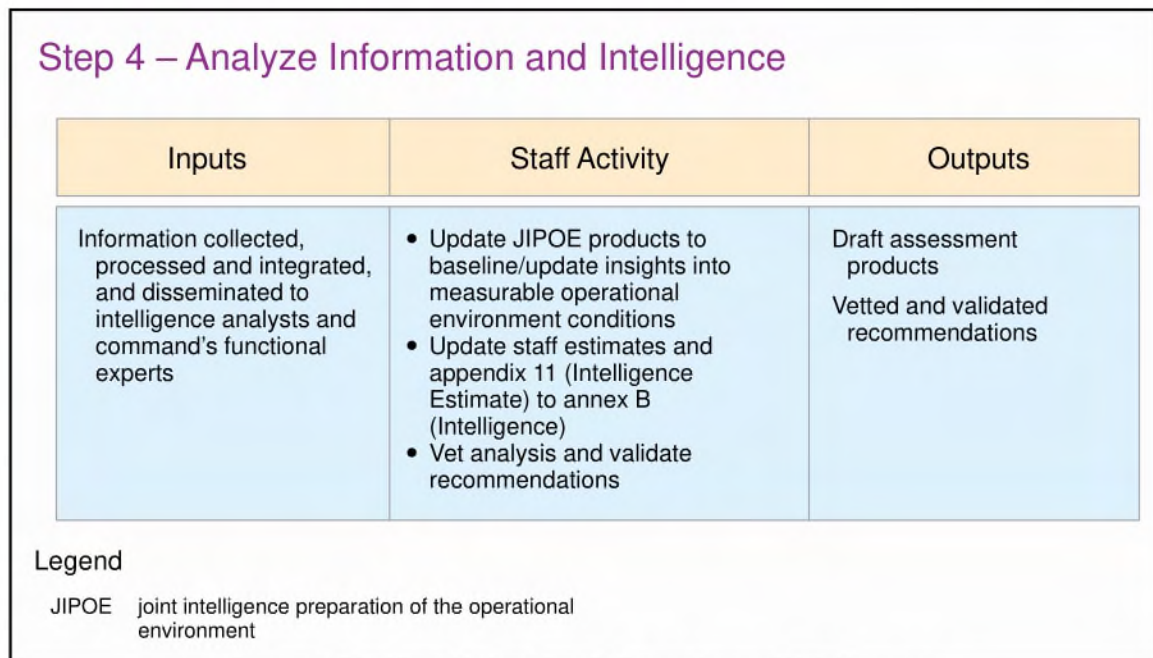 Step 4 – Analyze Information and Intelligence
Inputs
Staff Activity
Outputs
Information collected,
processed and integrated,
and disseminated to
intelligence analysts and
command's functional
experts
• Update JIPOE products to
baseline/update insights into
measurable operational
environment conditions
• Update staff estimates and
appendix 11 (Intelligence
Estimate) to annex B
(Intelligence)
• Vet analysis and validate
recommendations
Draft assessment
products
Vetted and validated
recommendations
Legend
JIPOE joint intelligence preparation of the operational
environment